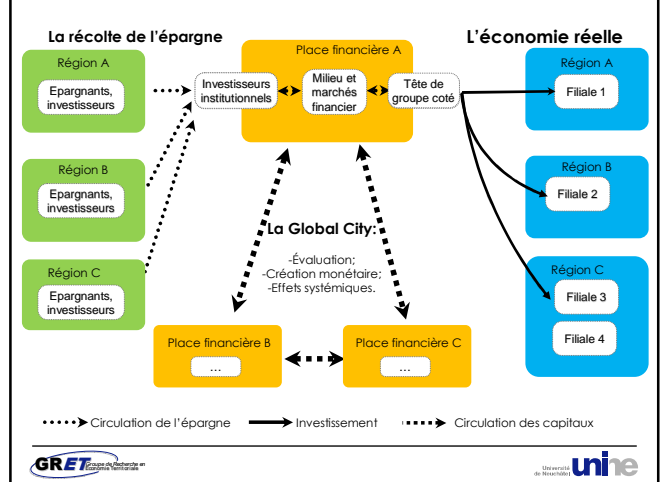 La récolte de l'épargne
Région A
Epargnants,
investisseurs
Région B
Epargnants,
investisseurs
Région C
Epargnants,
investisseurs
Place financière A
Investisseurs
institutionnels
Milieu et
marchés
financier
Tête de
groupe coté
L'économie réelle
Région A
Filiale 1
Région B
Filiale 2
Région C
Filiale 3
Filiale 4
La Global City:
-Évaluation;
-Création monétaire;
-Effets systémiques.
Place financière B
...
Place financière C
...
Circulation de l'épargne
Investissement
Circulation des capitaux
GRET Groupe de Recherche en
Economie Territoriale
Université
de Neuchâtel
unine